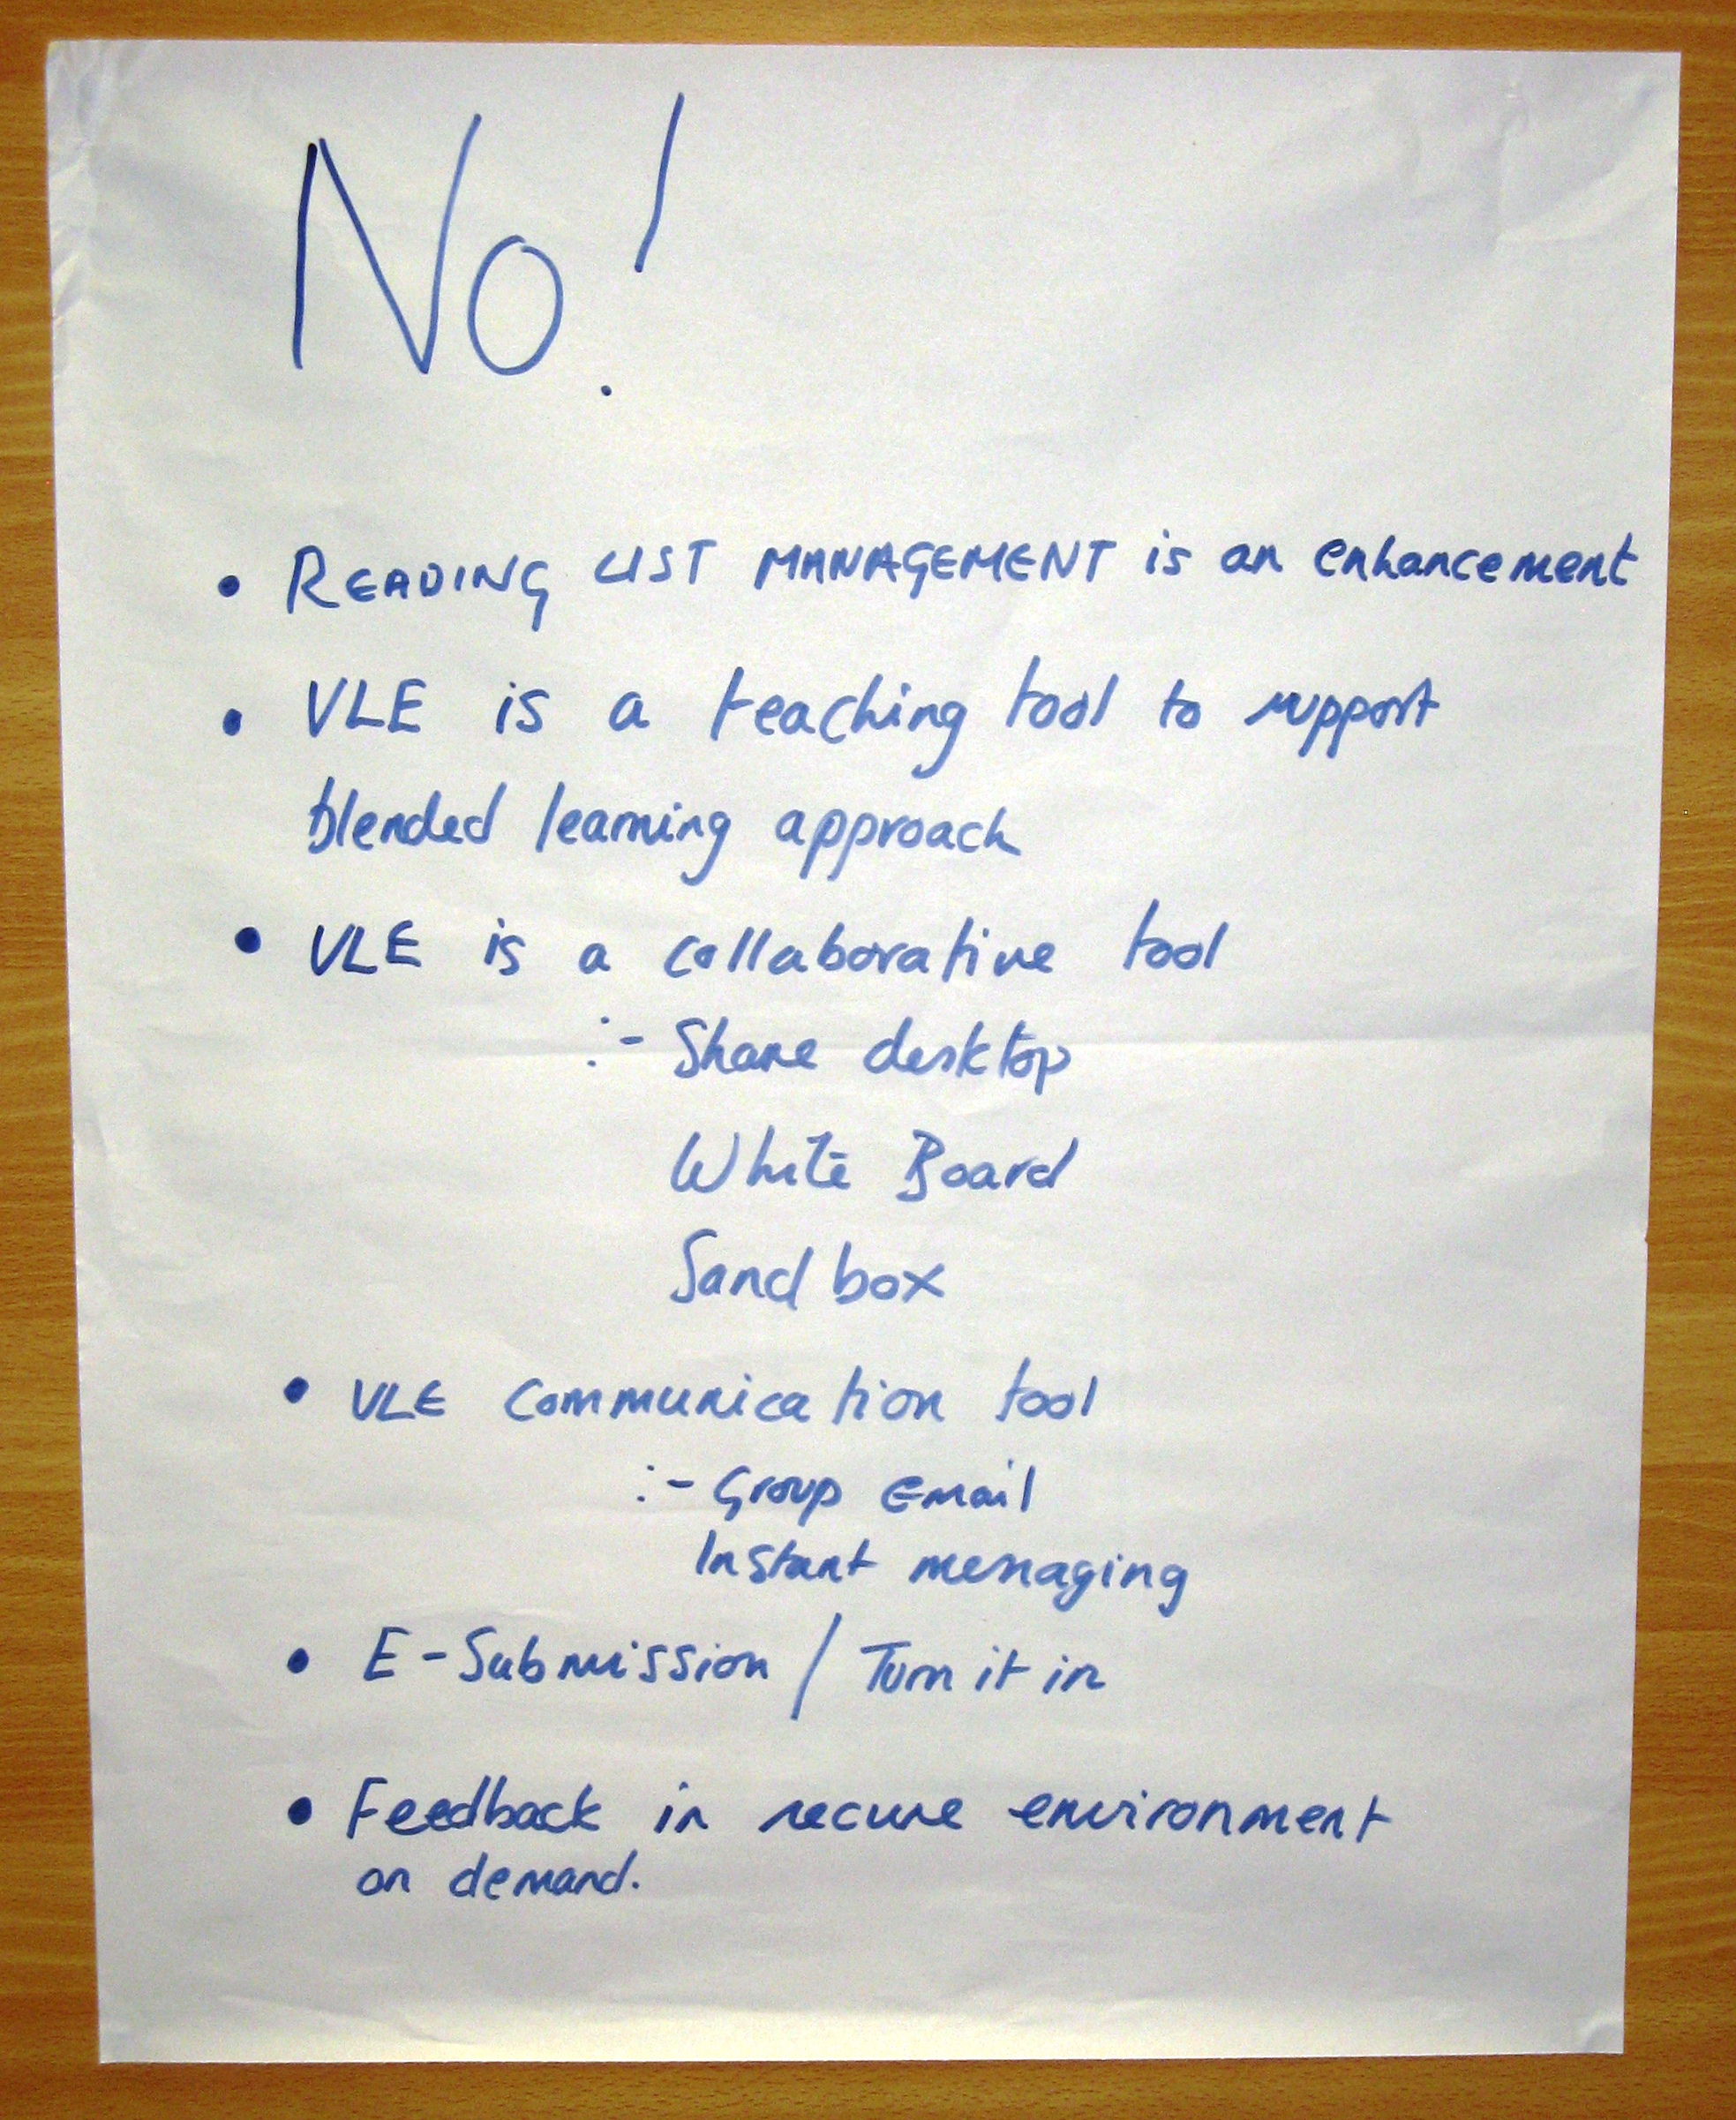 No!
• READING LIST MANAGEMENT is an enhancement
• VLE is a teaching tool to support
blended learning approach
• VLE is a collaborative tool
:- Share desktop
White Board
Sand box
• VLE communication tool
:- Group email
Instant messaging
• E-Submission / Turn it in
• Feedback in secure environment
on demand.